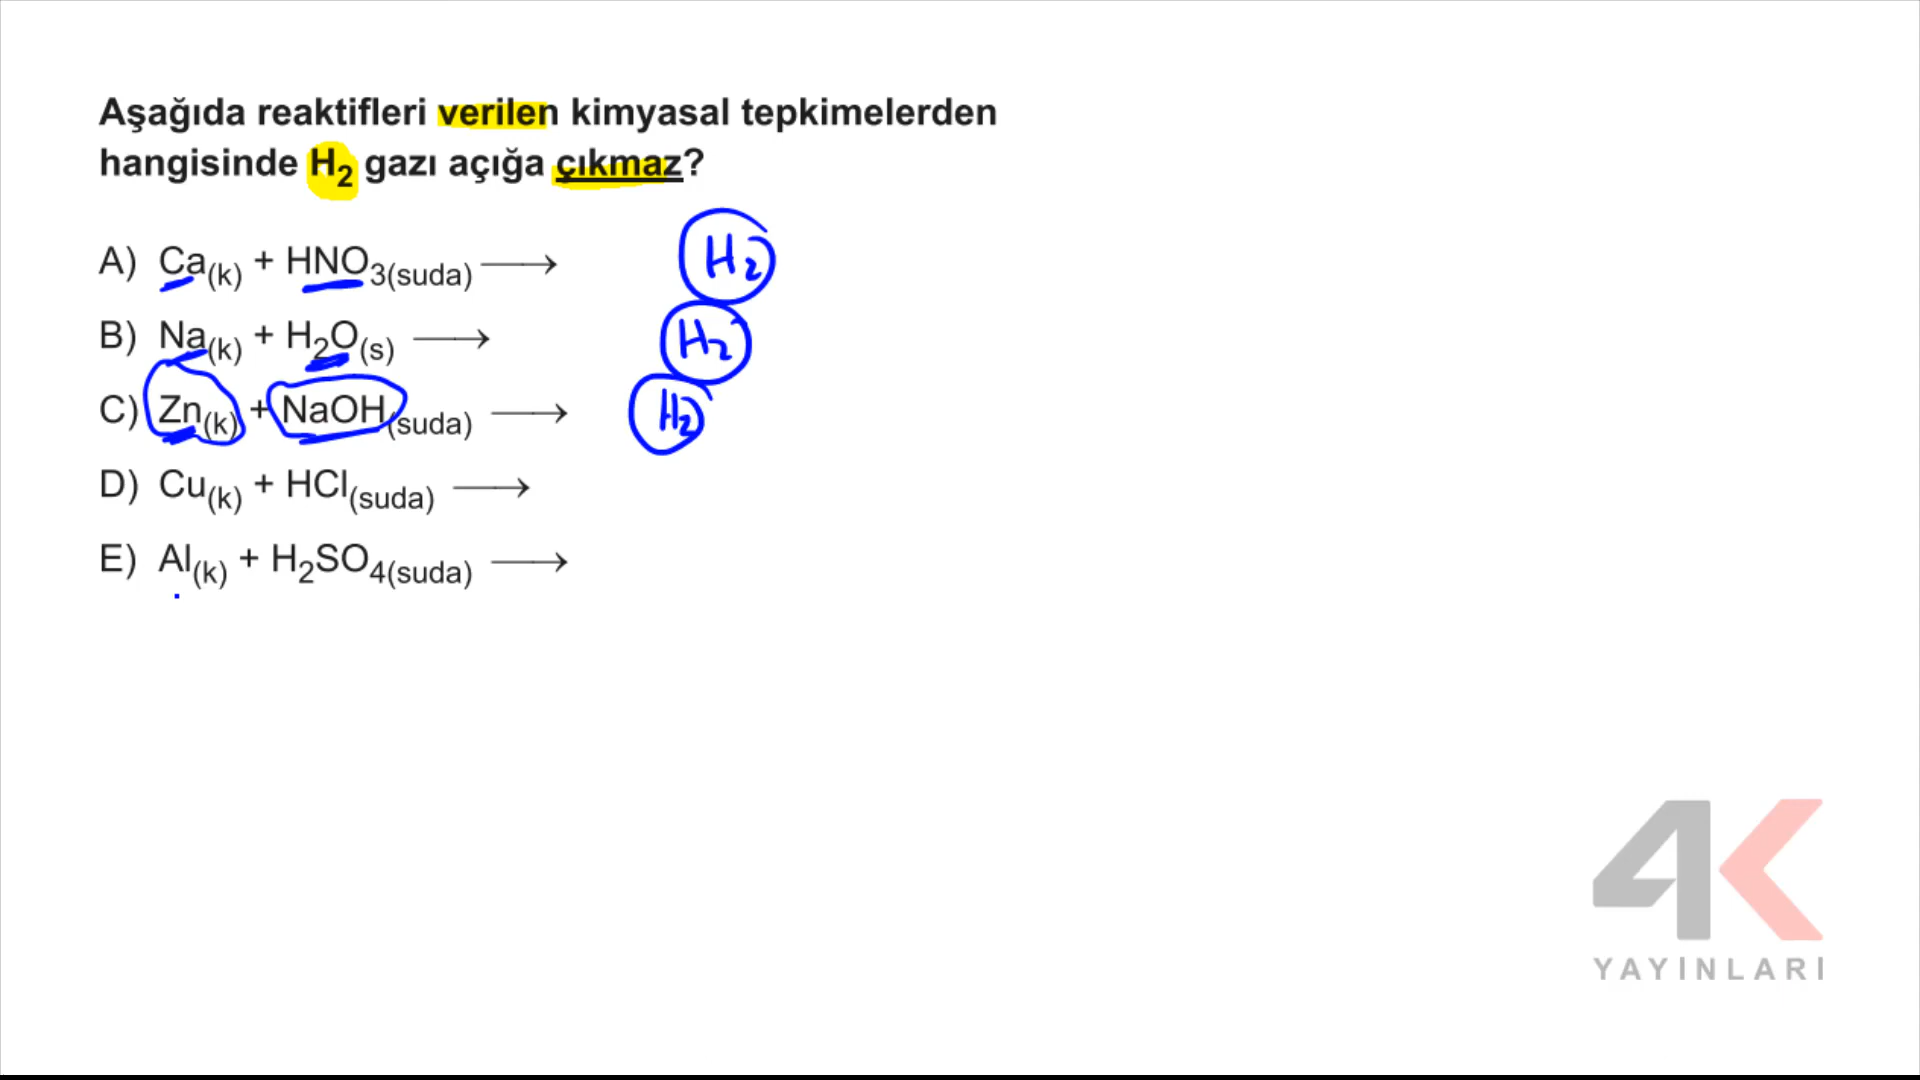 Aşağıda reaktifleri verilen kimyasal tepkimelerden
hangisinde H₂ gazı açığa çıkmaz?
A) Ca(k) + HNO₃(suda) ⟶ H₂
B) Na(k) + H₂O(s) ⟶ H₂
C) Zn(k) + NaOH(suda) ⟶ H₂
D) Cu(k) + HCl(suda) ⟶
E) Al(k) + H₂SO₄(suda) ⟶
4K
YAYINLARI